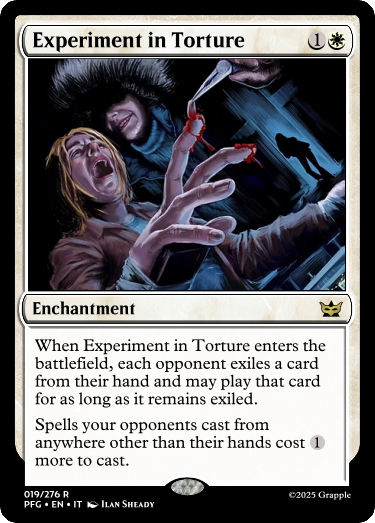 Experiment in Torture 1
Enchantment
When Experiment in Torture enters the
battlefield, each opponent exiles a card
from their hand and may play that card
for as long as it remains exiled.
Spells your opponents cast from
anywhere other than their hands cost 1
more to cast.
019/276 R
PFG • EN • IT Ilan Sheady
©2025 Grapple